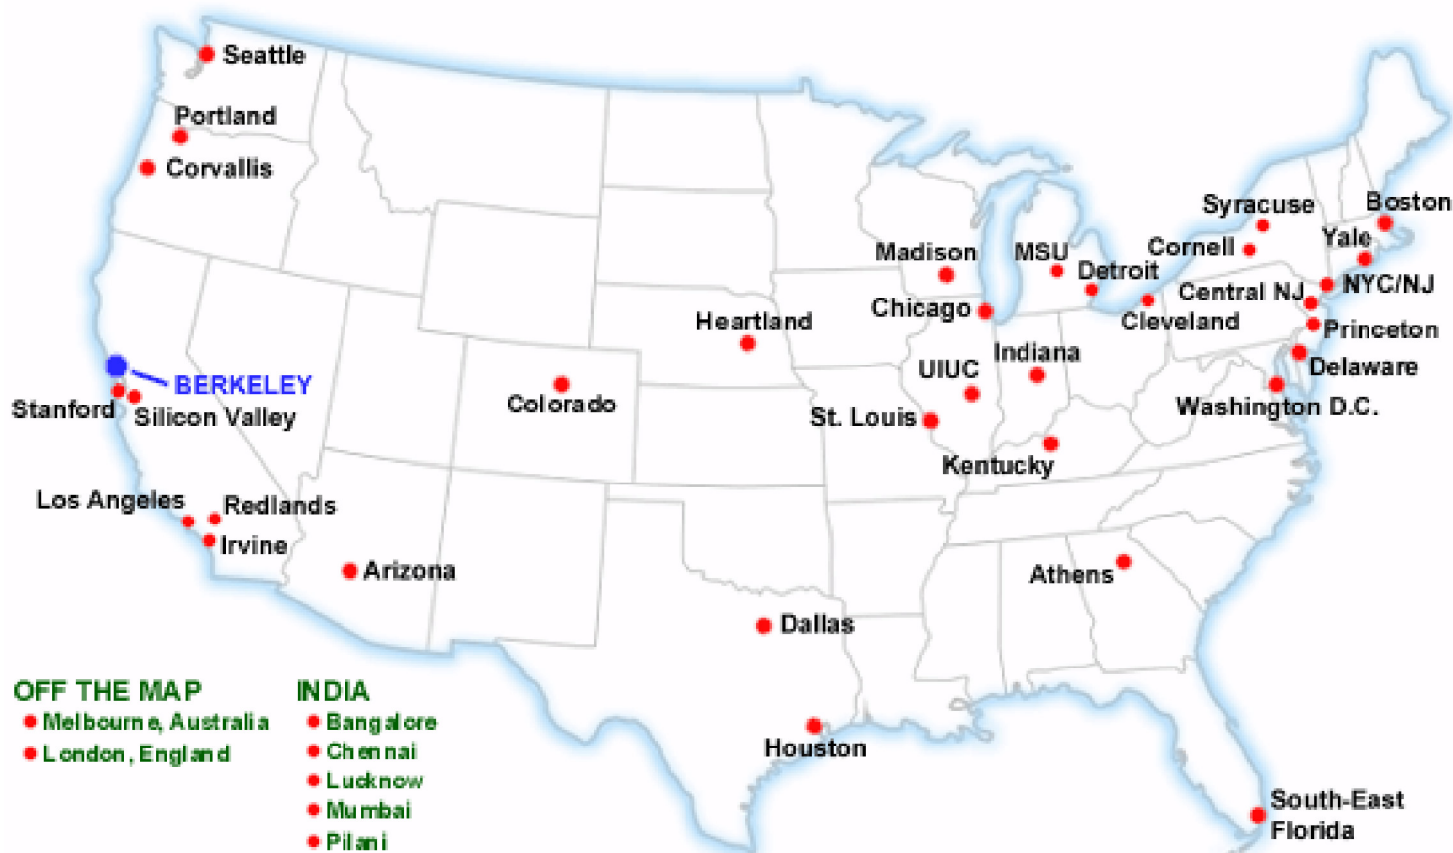 Seattle
Portland
Corvallis
Syracuse
Boston
Cornell
Yale
Madison
MSU
Detroit
NYC/NJ
Central NJ
Chicago
Cleveland
Heartland
Princeton
Indiana
UIUC
Delaware
BERKELEY
Colorado
Washington D.C.
Stanford
Silicon Valley
St. Louis
Kentucky
Los Angeles
Redlands
Irvine
Arizona
Athens
Dallas
Houston
South-East
Florida
OFF THE MAP
Melbourne, Australia
London, England
INDIA
Bangalore
Chennai
Lucknow
Mumbai
Pilani